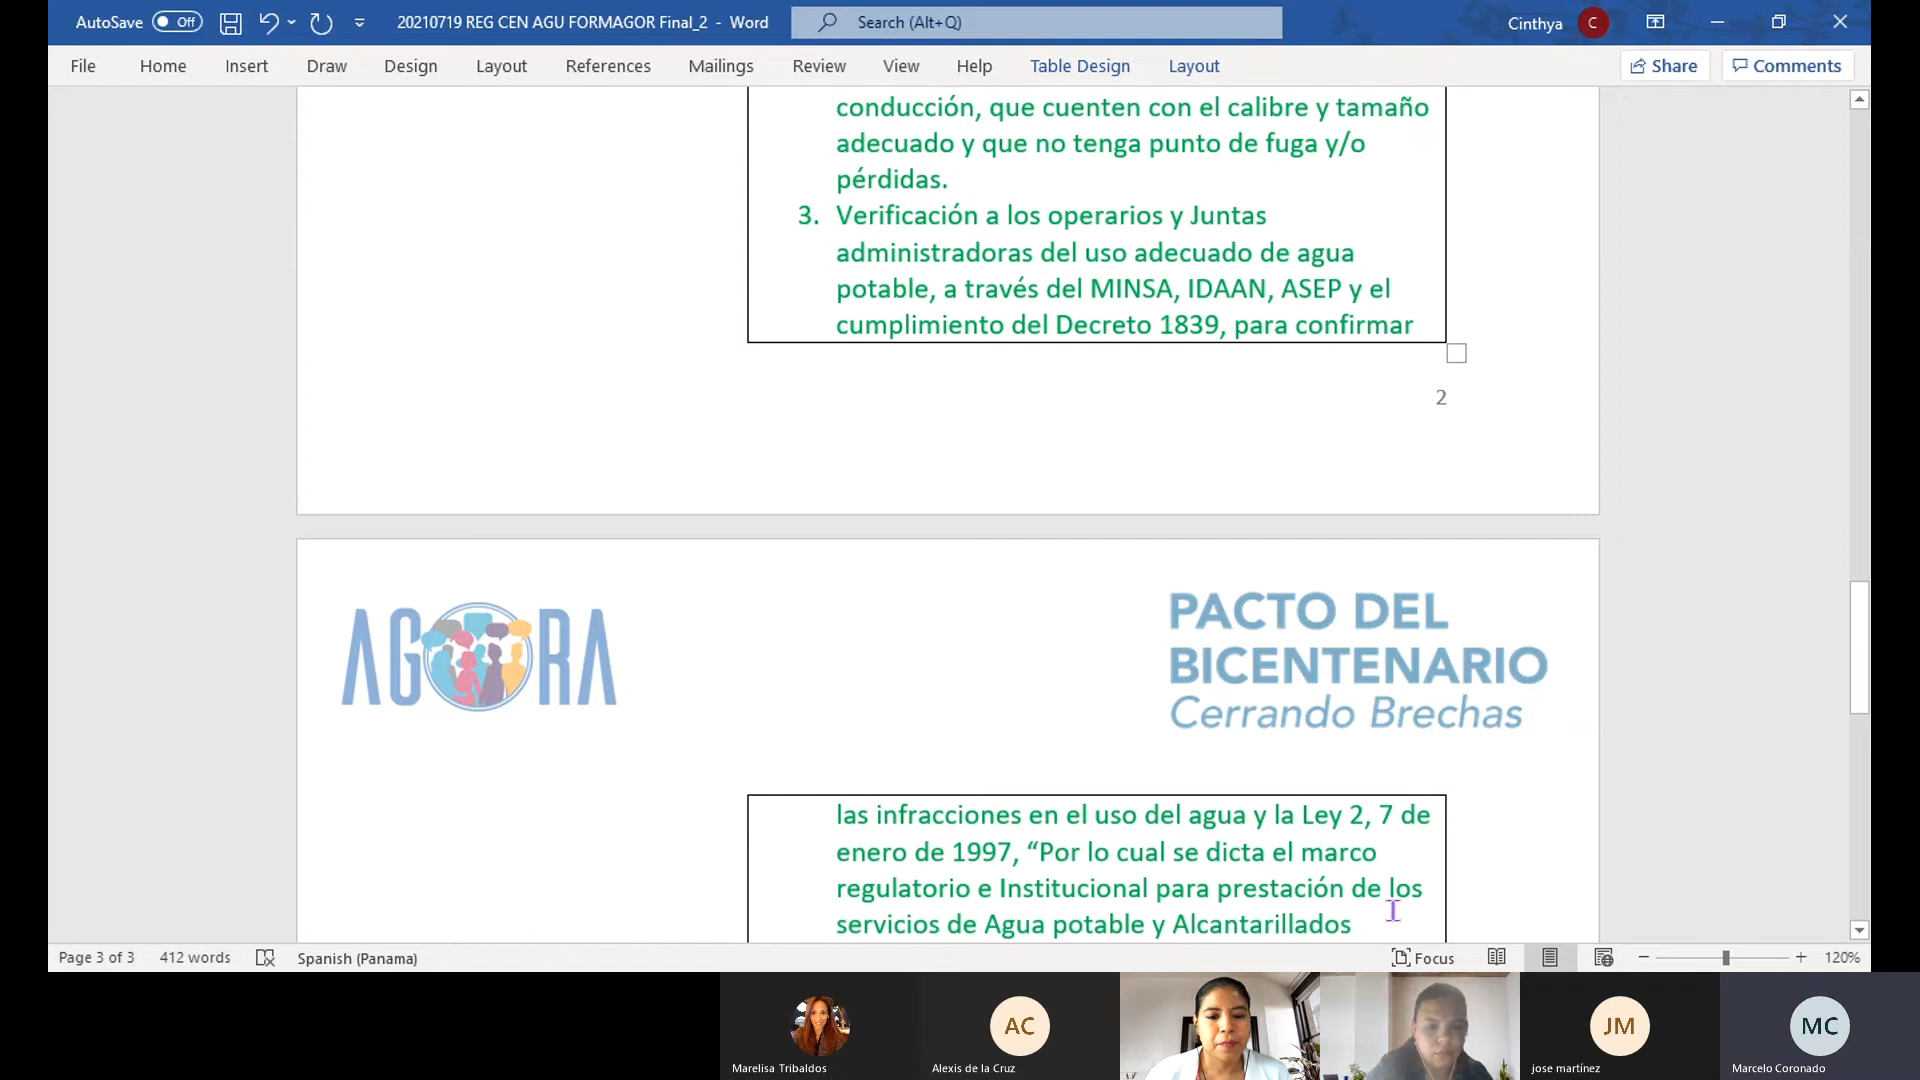 AutoSave Off 20210719 REG CEN AGU FORMAGOR Final_2 - Word Search (Alt+Q) Cinthya C
File Home Insert Draw Design Layout References Mailings Review View Help Table Design Layout Share Comments
conducción, que cuenten con el calibre y tamaño
adecuado y que no tenga punto de fuga y/o
pérdidas.
3. Verificación a los operarios y Juntas
administradoras del uso adecuado de agua
potable, a través del MINSA, IDAAN, ASEP y el
cumplimiento del Decreto 1839, para confirmar
2
AGORA
PACTO DEL
BICENTENARIO
Cerrando Brechas
las infracciones en el uso del agua y la Ley 2, 7 de
enero de 1997, “Por lo cual se dicta el marco
regulatorio e Institucional para prestación de los
servicios de Agua potable y Alcantarillados
Page 3 of 3 412 words Spanish (Panama) Focus 120%
AC JM MC
Marelisa Tribaldos Alexis de la Cruz jose martínez Marcelo Coronado